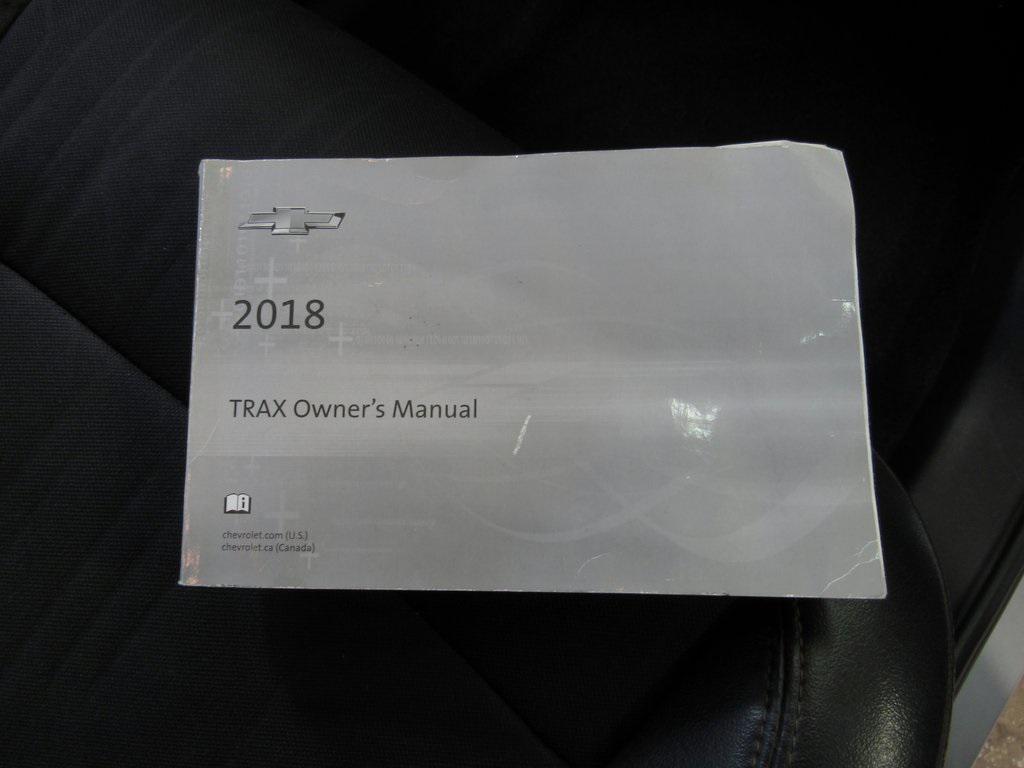 2018
TRAX Owner's Manual
chevrolet.com (U.S.)
chevrolet.ca (Canada)